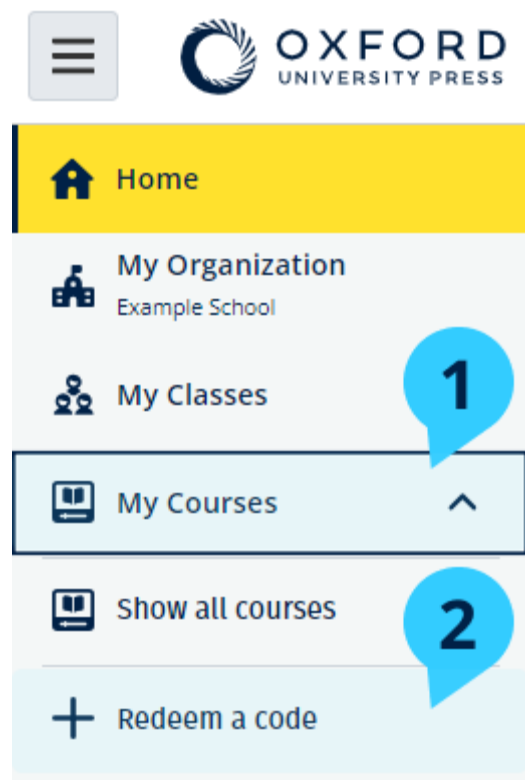 OXFORD
UNIVERSITY PRESS
Home
My Organization
Example School
My Classes
1
My Courses
Show all courses
2
Redeem a code